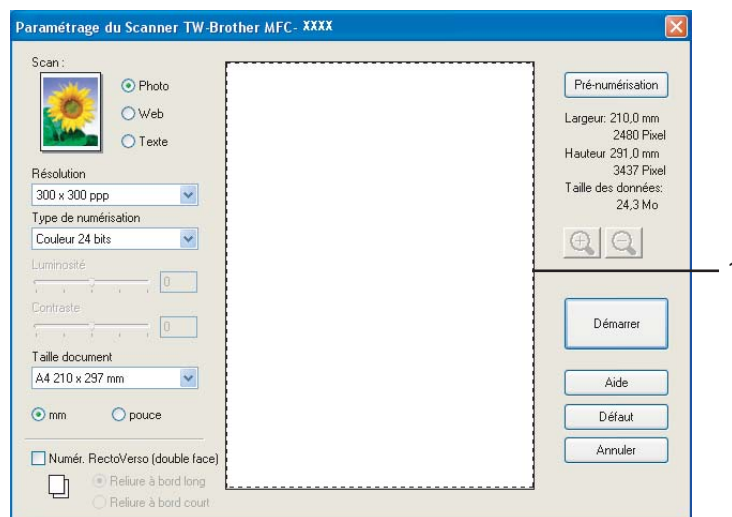 Paramétrage du Scanner TW-Brother MFC- XXXX
Scan :
Photo
Web
Texte
Résolution
300 x 300 ppp
Type de numérisation
Couleur 24 bits
Luminosité
0
Contraste
0
Taille document
A4 210 x 297 mm
mm
pouce
Numér. RectoVerso (double face)
Reliure à bord long
Reliure à bord court
Pré-numérisation
Largeur: 210,0 mm
2480 Pixel
Hauteur 291,0 mm
3437 Pixel
Taille des données:
24,3 Mo
1
Démarrer
Aide
Défaut
Annuler